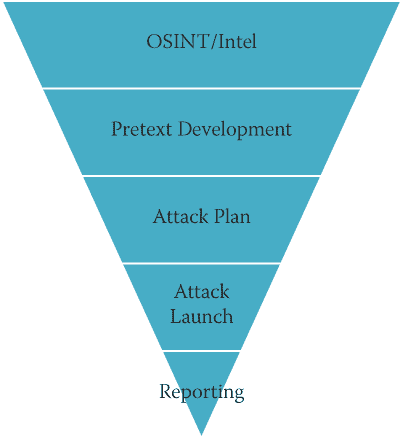 OSINT/Intel
Pretext Development
Attack Plan
Attack
Launch
Reporting